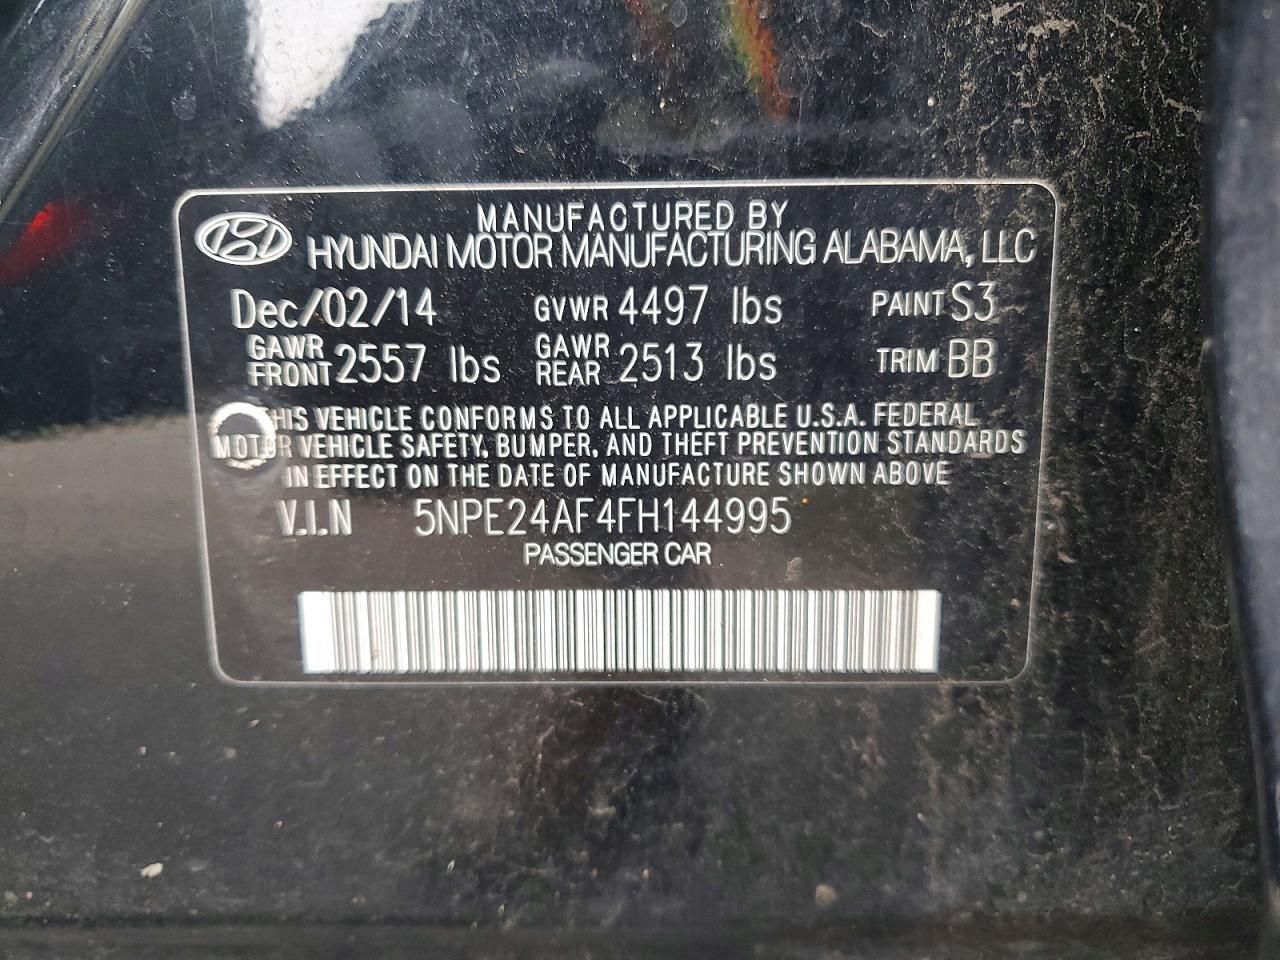 MANUFACTURED BY
HYUNDAI MOTOR MANUFACTURING ALABAMA, LLC
Dec/02/14 GVWR 4497 lbs PAINT S3
GAWR FRONT 2557 lbs GAWR REAR 2513 lbs TRIM BB
THIS VEHICLE CONFORMS TO ALL APPLICABLE U.S.A. FEDERAL
MOTOR VEHICLE SAFETY, BUMPER, AND THEFT PREVENTION STANDARDS
IN EFFECT ON THE DATE OF MANUFACTURE SHOWN ABOVE
V.I.N 5NPE24AF4FH144995
PASSENGER CAR